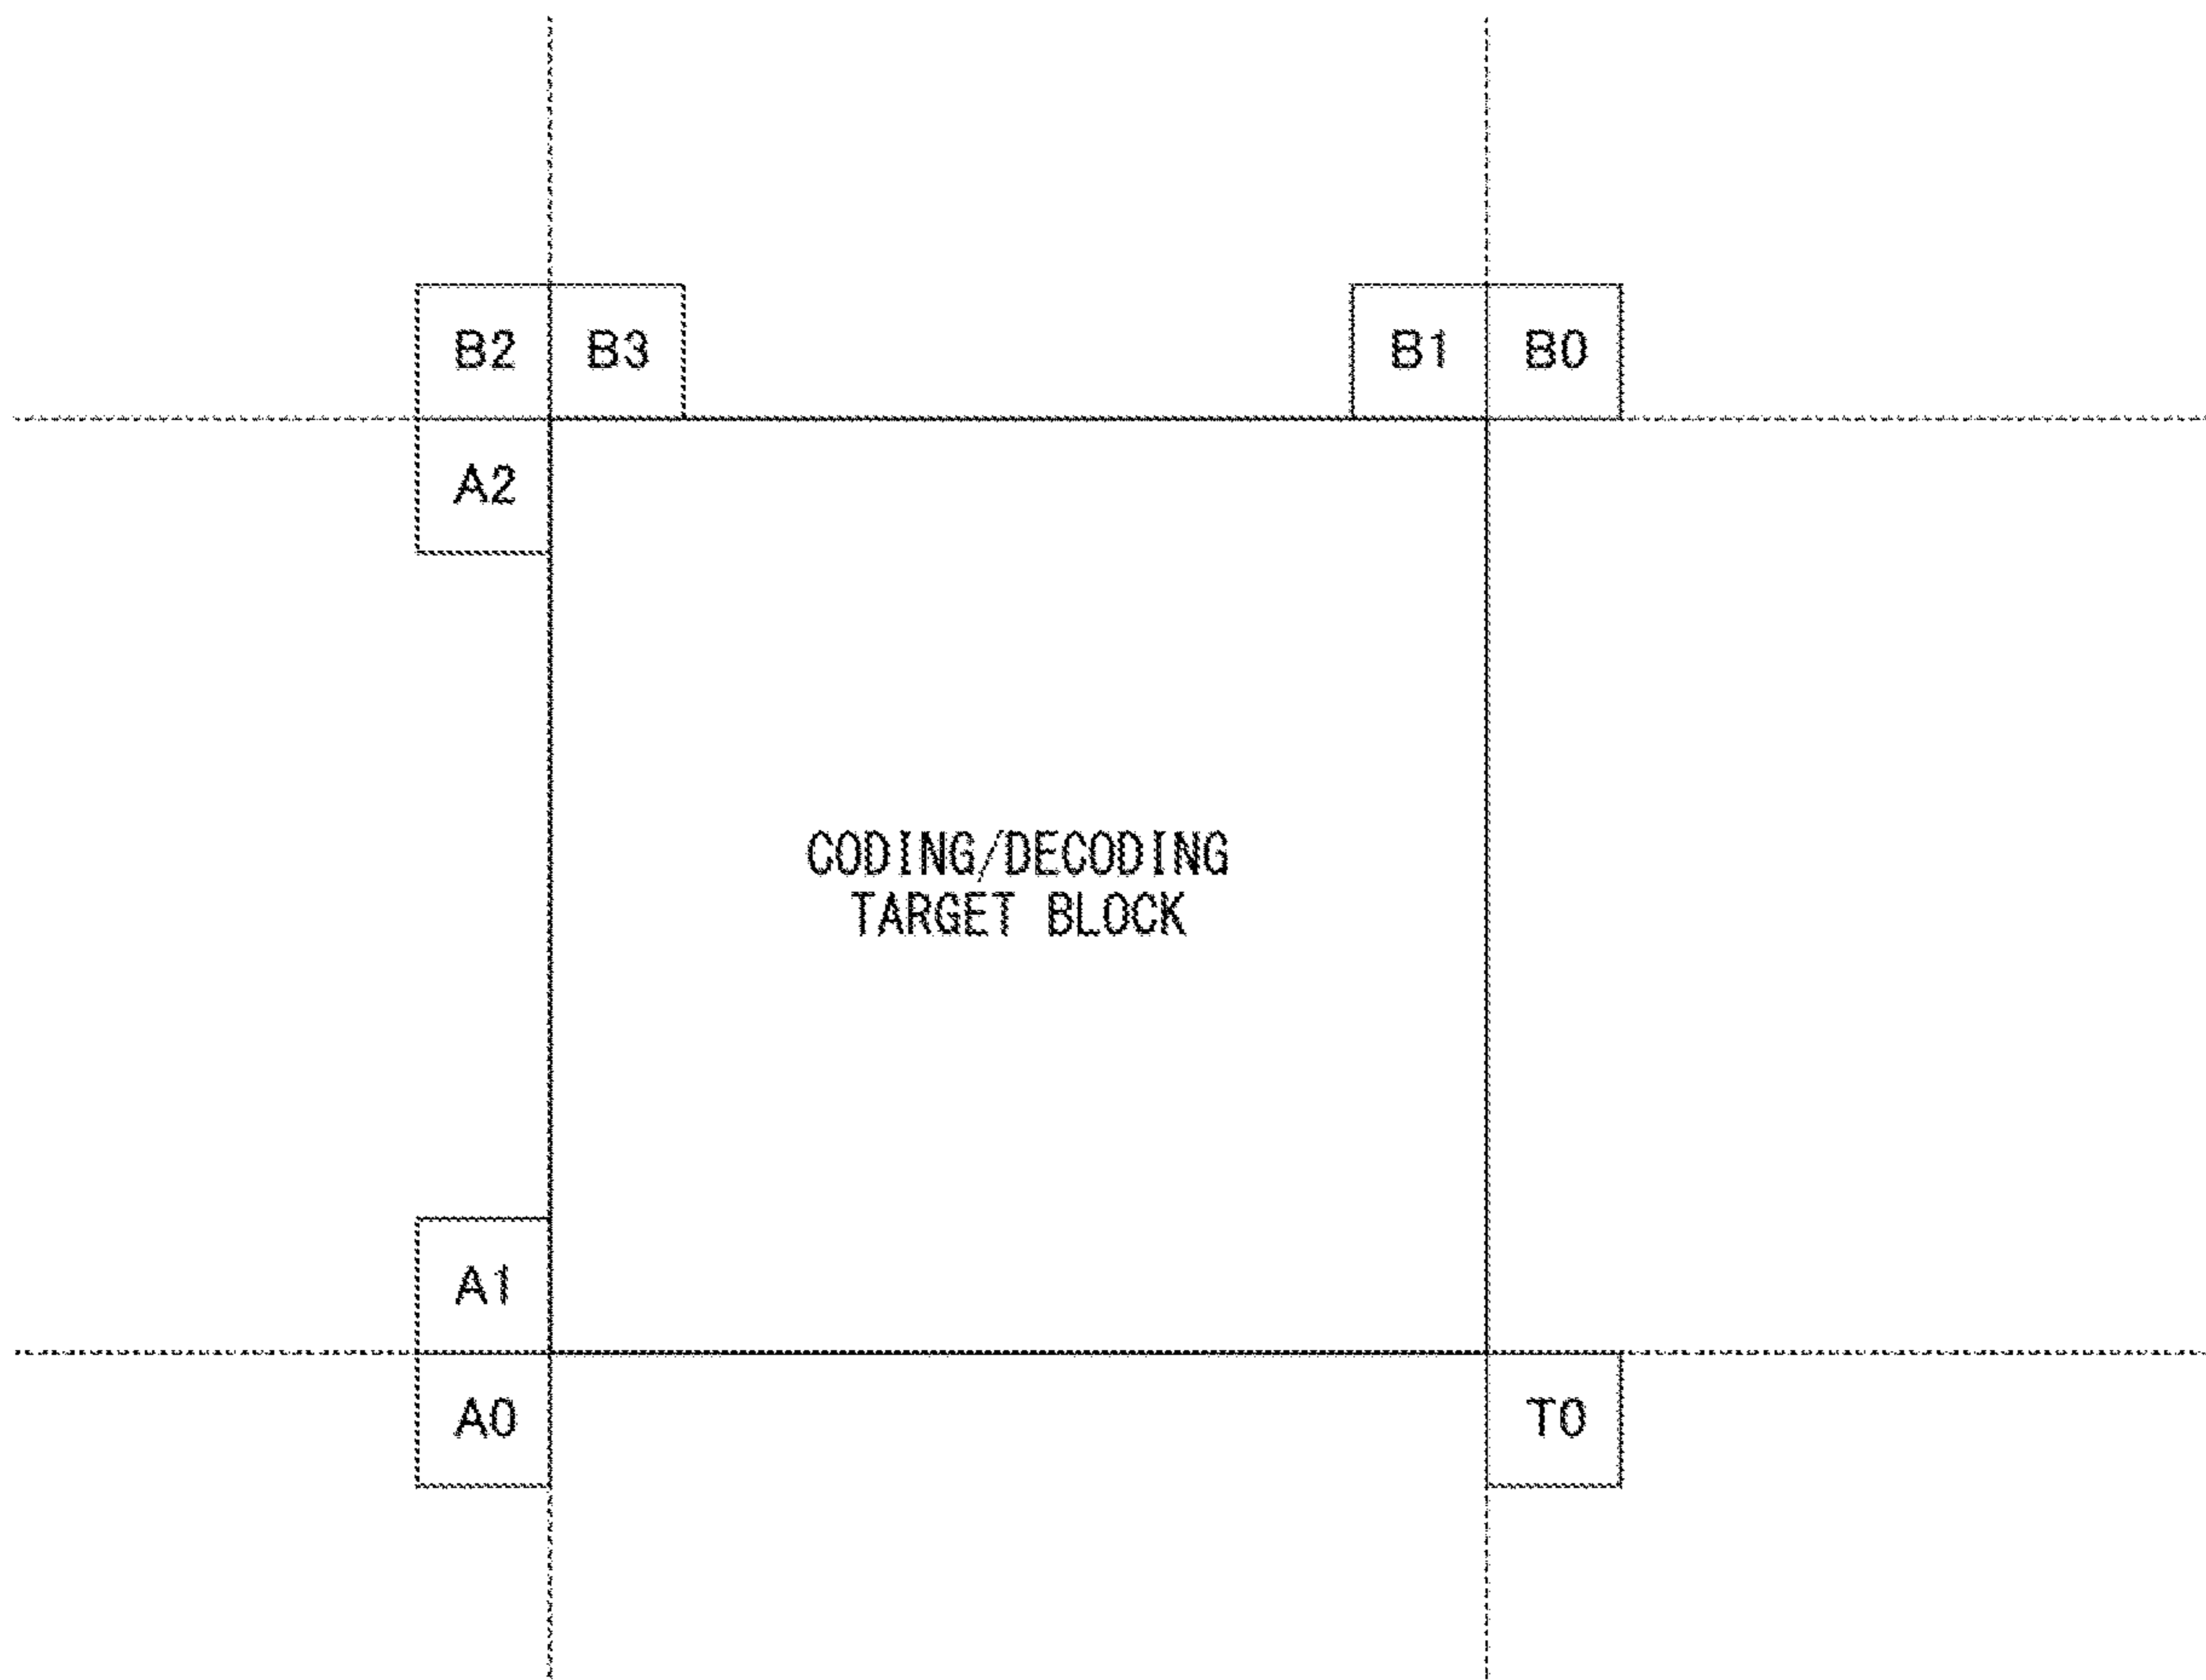 B2 B3 B1 B0
A2
CODING/DECODING
TARGET BLOCK
A1
A0 T0